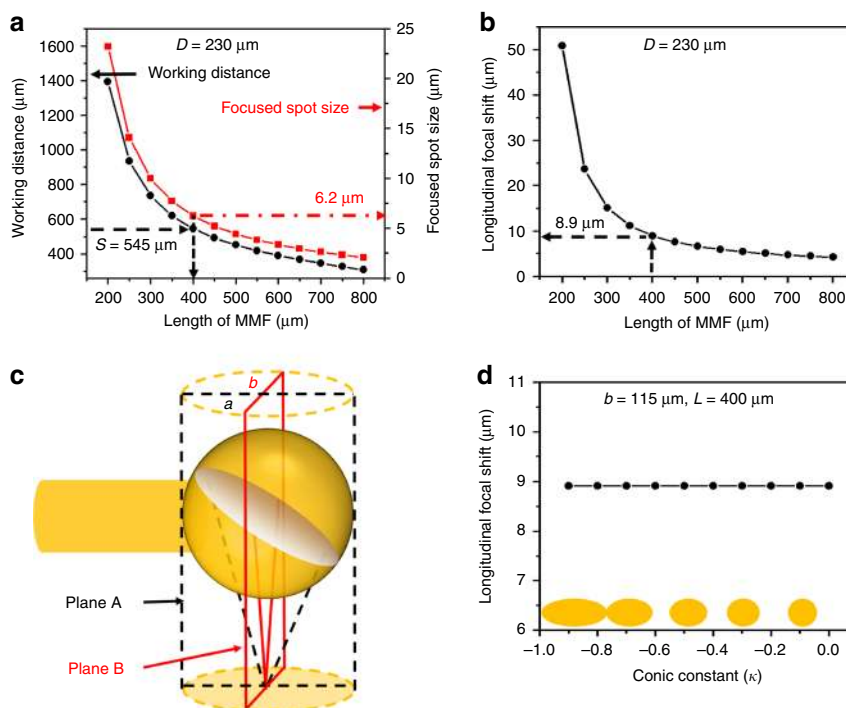 a
D = 230 μm
Working distance
Focused spot size
6.2 μm
S = 545 μm
1600
1400
1200
1000
800
600
400
25
20
15
10
5
0
200 300 400 500 600 700 800
Working distance (μm)
Focused spot size (μm)
Length of MMF (μm)
b
D = 230 μm
8.9 μm
50
40
30
20
10
0
200 300 400 500 600 700 800
Longitudinal focal shift (μm)
Length of MMF (μm)
c
b
a
Plane A
Plane B
d
b = 115 μm, L = 400 μm
11
10
9
8
7
6
−1.0 −0.8 −0.6 −0.4 −0.2 0.0
Longitudinal focal shift (μm)
Conic constant (κ)